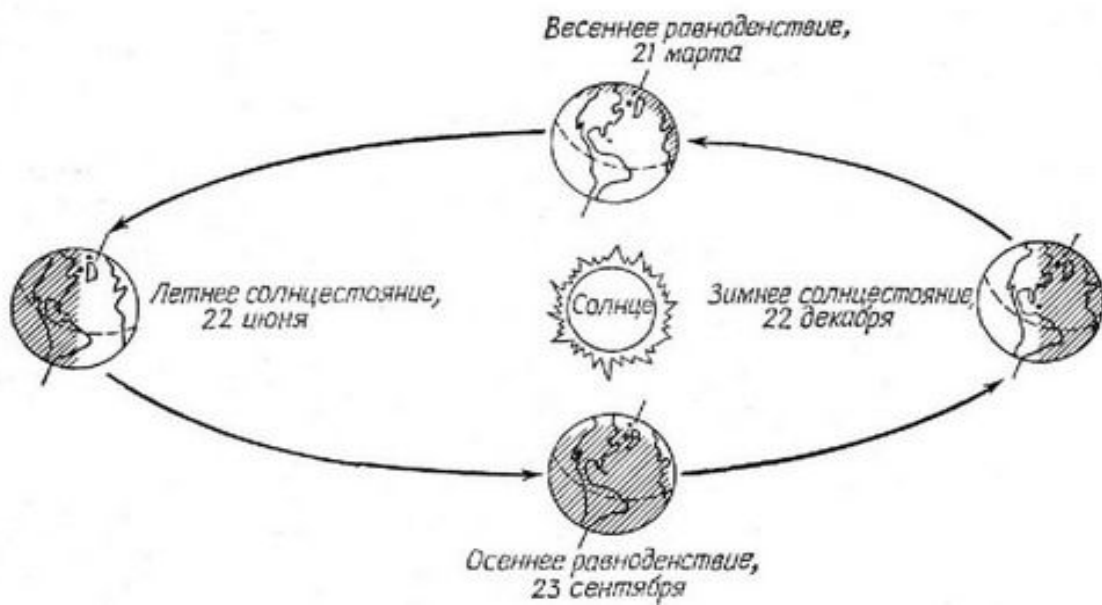 Весеннее равноденствие,
21 марта
Летнее солнцестояние,
22 июня
Солнце
Зимнее солнцестояние
22 декабря
Осеннее равноденствие,
23 сентября